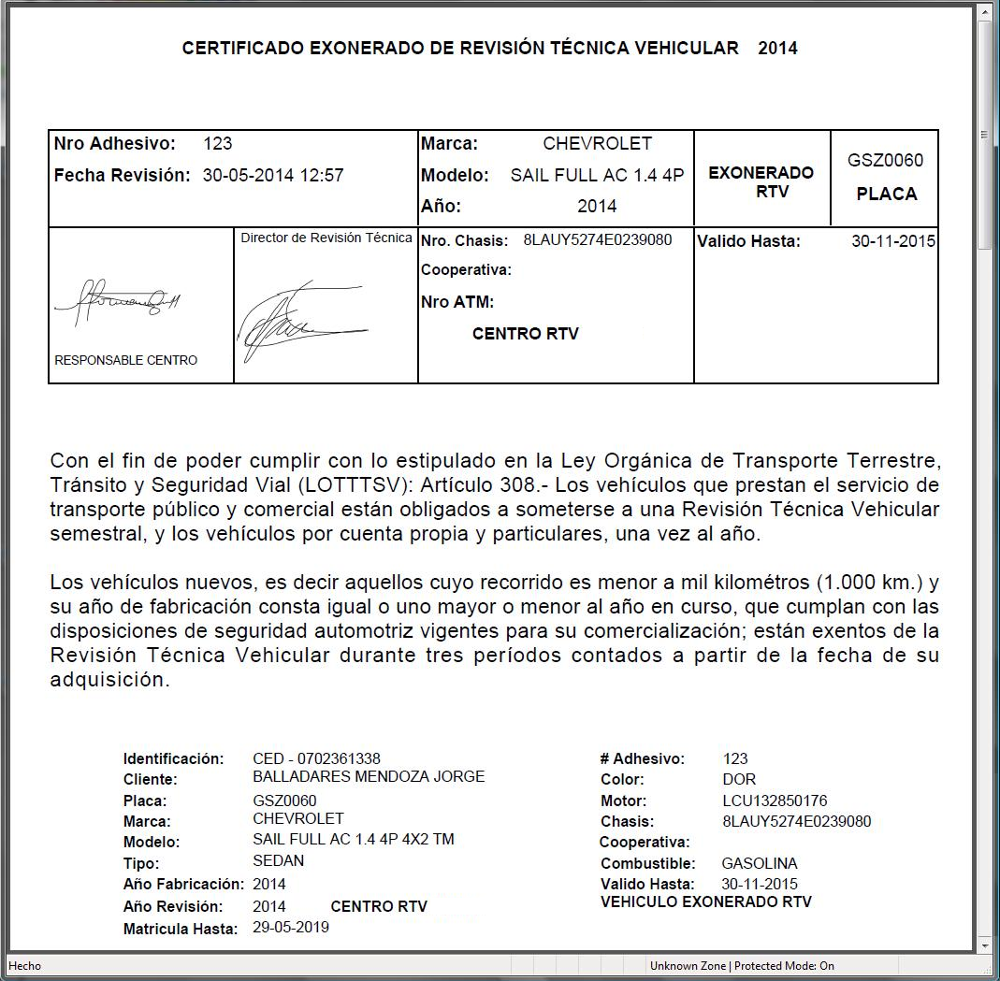 CERTIFICADO EXONERADO DE REVISIÓN TÉCNICA VEHICULAR 2014
Nro Adhesivo: 123
Fecha Revisión: 30-05-2014 12:57
Marca: CHEVROLET
Modelo: SAIL FULL AC 1.4 4P
Año: 2014
EXONERADO
RTV
GSZ0060
PLACA
RESPONSABLE CENTRO
Director de Revisión Técnica
Nro. Chasis: 8LAUY5274E0239080
Cooperativa:
Nro ATM:
CENTRO RTV
Valido Hasta: 30-11-2015
Con el fin de poder cumplir con lo estipulado en la Ley Orgánica de Transporte Terrestre,
Tránsito y Seguridad Vial (LOTTTSV): Artículo 308.- Los vehículos que prestan el servicio de
transporte público y comercial están obligados a someterse a una Revisión Técnica Vehicular
semestral, y los vehículos por cuenta propia y particulares, una vez al año.
Los vehículos nuevos, es decir aquellos cuyo recorrido es menor a mil kilométros (1.000 km.) y
su año de fabricación consta igual o uno mayor o menor al año en curso, que cumplan con las
disposiciones de seguridad automotriz vigentes para su comercialización; están exentos de la
Revisión Técnica Vehicular durante tres períodos contados a partir de la fecha de su
adquisición.
Identificación: CED - 0702361338
Cliente: BALLADARES MENDOZA JORGE
Placa: GSZ0060
Marca: CHEVROLET
Modelo: SAIL FULL AC 1.4 4P 4X2 TM
Tipo: SEDAN
Año Fabricación: 2014
Año Revisión: 2014 CENTRO RTV
Matricula Hasta: 29-05-2019
# Adhesivo: 123
Color: DOR
Motor: LCU132850176
Chasis: 8LAUY5274E0239080
Cooperativa:
Combustible: GASOLINA
Valido Hasta: 30-11-2015
VEHICULO EXONERADO RTV
Hecho
Unknown Zone | Protected Mode: On